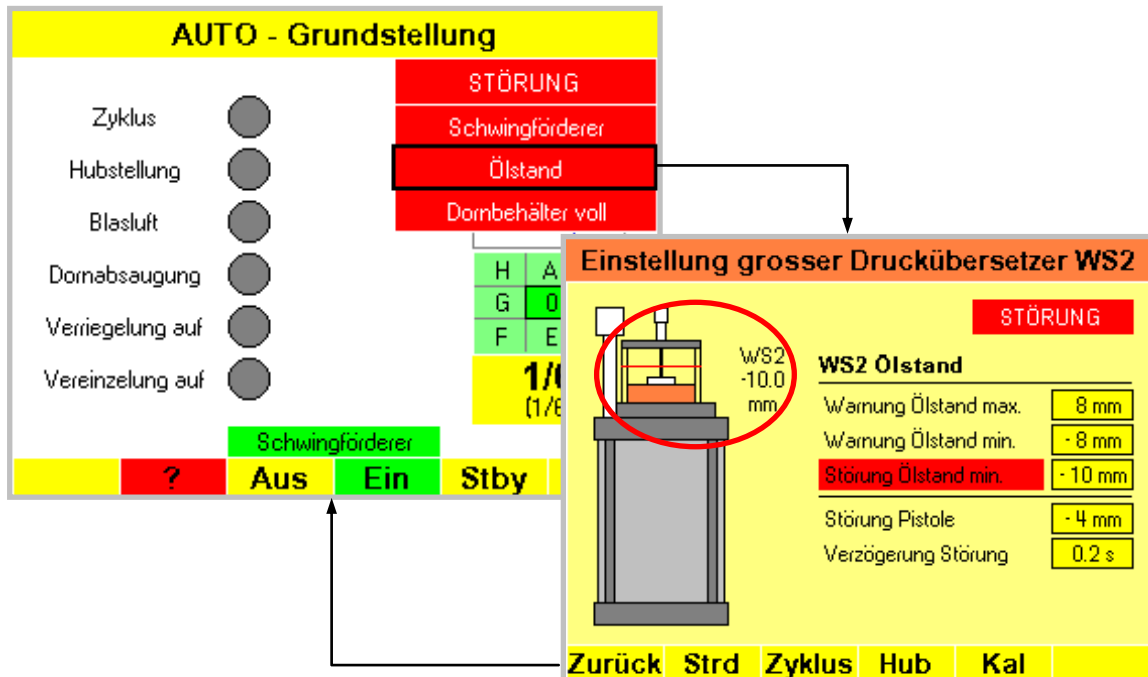 AUTO - Grundstellung
STÖRUNG
Zyklus
Schwingförderer
Hubstellung
Ölstand
Blasluft
Dornbehälter voll
Dornabsaugung
H A
G 0
Verriegelung auf
F E
Vereinzelung auf
Schwingförderer
? Aus Ein Stby
Einstellung grosser Druckübersetzer WS2
STÖRUNG
WS2
-10.0
mm
WS2 Ölstand
Warnung Ölstand max. 8 mm
Warnung Ölstand min. - 8 mm
Störung Ölstand min. - 10 mm
Störung Pistole - 4 mm
Verzögerung Störung 0.2 s
Zurück Strd Zyklus Hub Kal